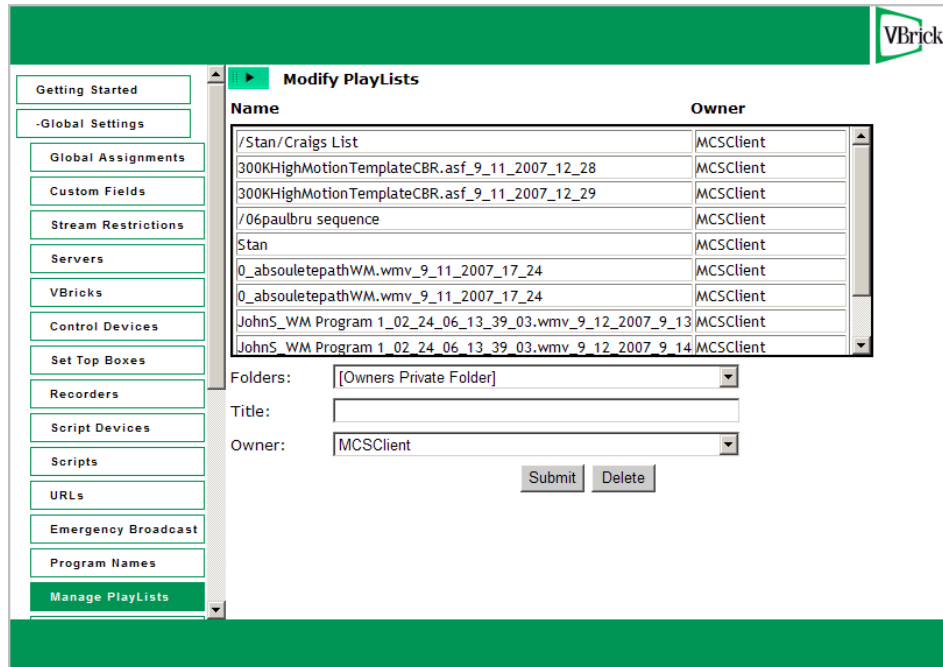 VBrick
Getting Started
-Global Settings
Global Assignments
Custom Fields
Stream Restrictions
Servers
VBricks
Control Devices
Set Top Boxes
Recorders
Script Devices
Scripts
URLs
Emergency Broadcast
Program Names
Manage PlayLists
Modify PlayLists
Name Owner
/Stan/Craigs List MCSClient
300KHighMotionTemplateCBR.asf_9_11_2007_12_28 MCSClient
300KHighMotionTemplateCBR.asf_9_11_2007_12_29 MCSClient
/06paulbru sequence MCSClient
Stan MCSClient
0_absouletepathWM.wmv_9_11_2007_17_24 MCSClient
0_absouletepathWM.wmv_9_11_2007_17_24 MCSClient
JohnS_WM Program 1_02_24_06_13_39_03.wmv_9_12_2007_9_13 MCSClient
JohnS_WM Program 1_02_24_06_13_39_03.wmv_9_12_2007_9_14 MCSClient
Folders: [Owners Private Folder]
Title:
Owner: MCSClient
Submit Delete